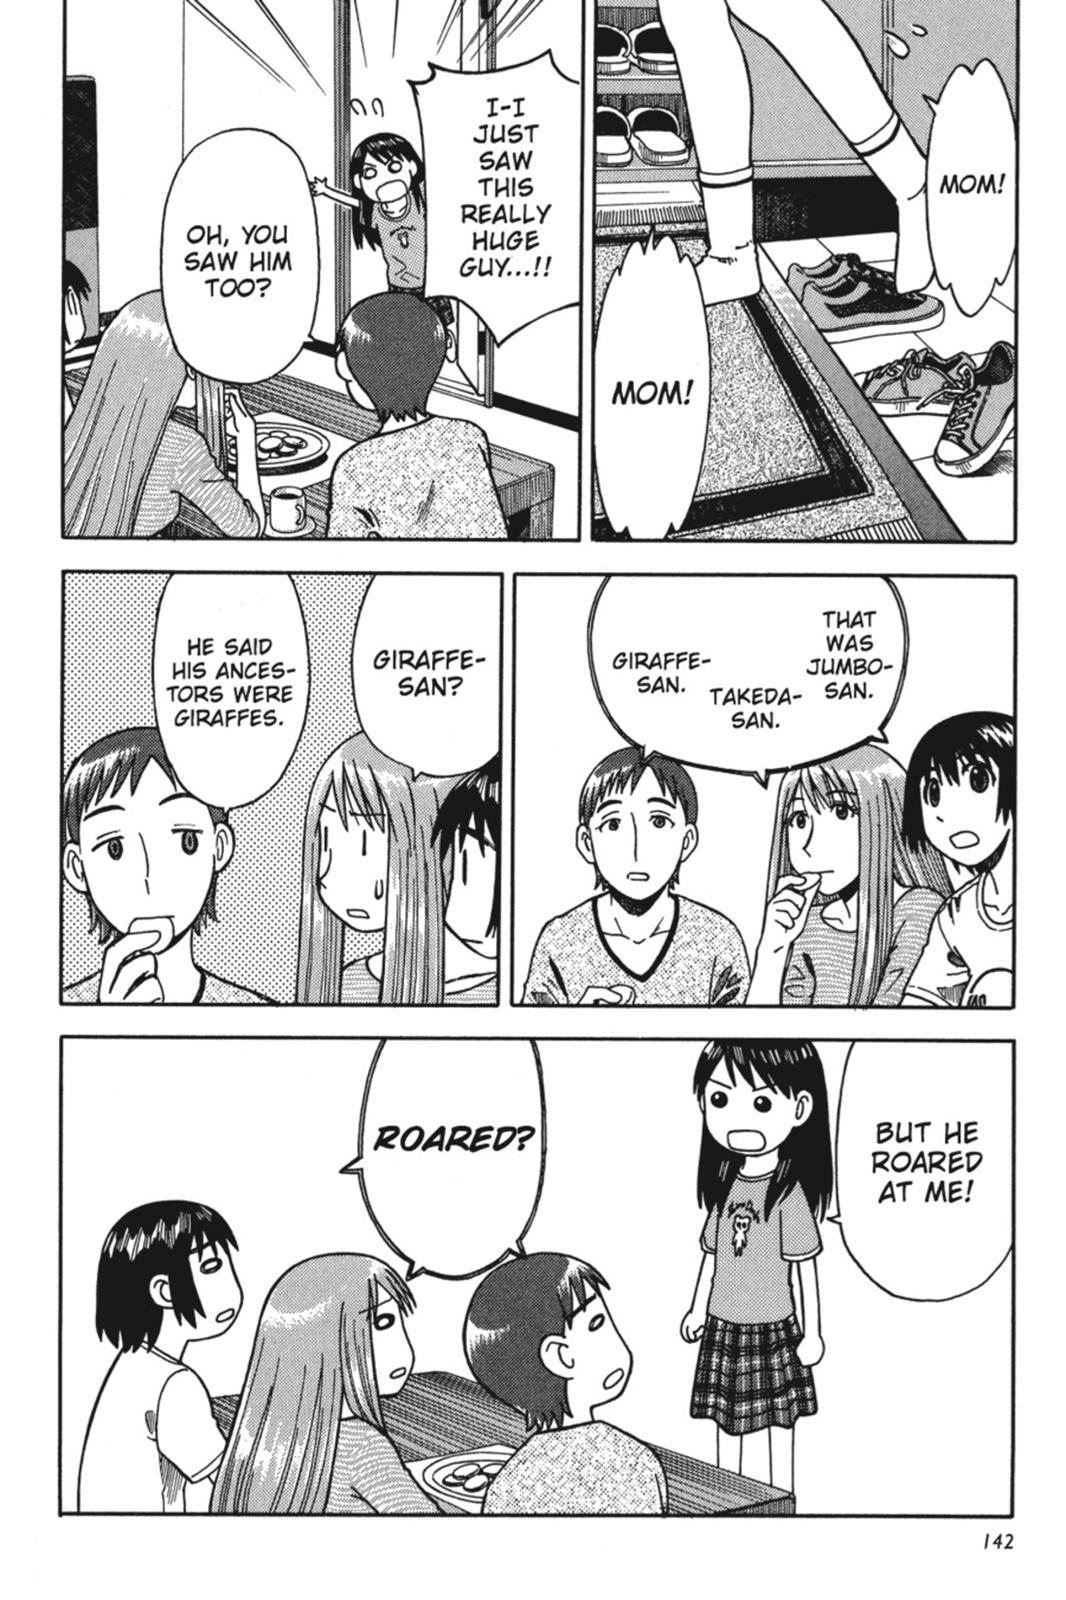 MOM!
MOM!
I-I
JUST
SAW
THIS
REALLY
HUGE
GUY...!!
OH, YOU
SAW HIM
TOO?
THAT
WAS
JUMBO-
SAN.
TAKEDA-
SAN.
GIRAFFE-
SAN.
GIRAFFE-
SAN?
HE SAID
HIS ANCES-
TORS WERE
GIRAFFES.
BUT HE
ROARED
AT ME!
ROARED?
142